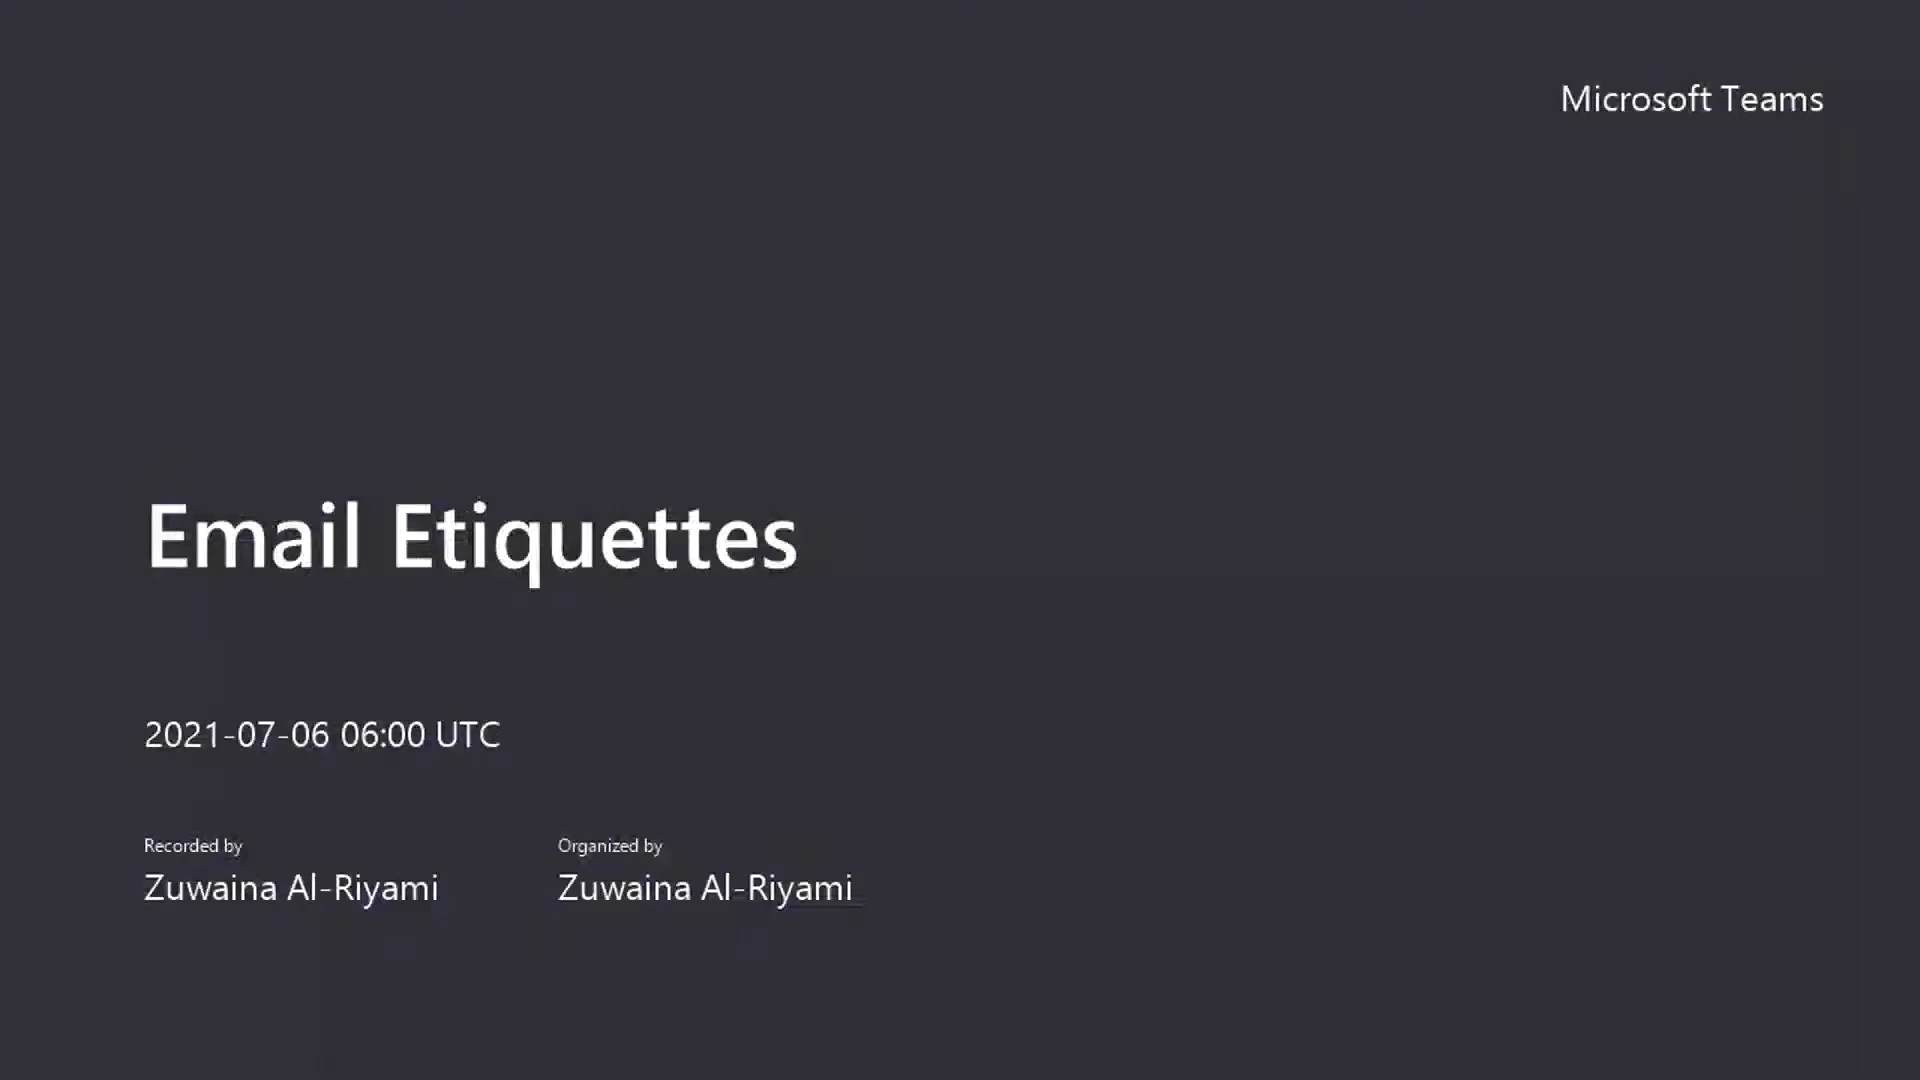 Microsoft Teams
Email Etiquettes
2021-07-06 06:00 UTC
Recorded by
Zuwaina Al-Riyami
Organized by
Zuwaina Al-Riyami